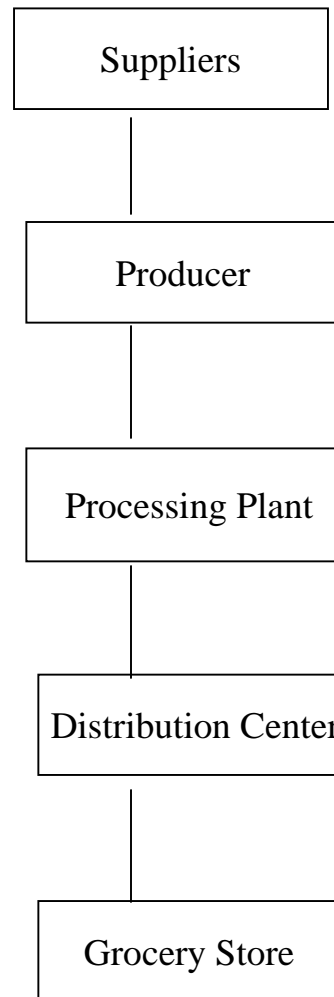 Suppliers
Producer
Processing Plant
Distribution Center
Grocery Store